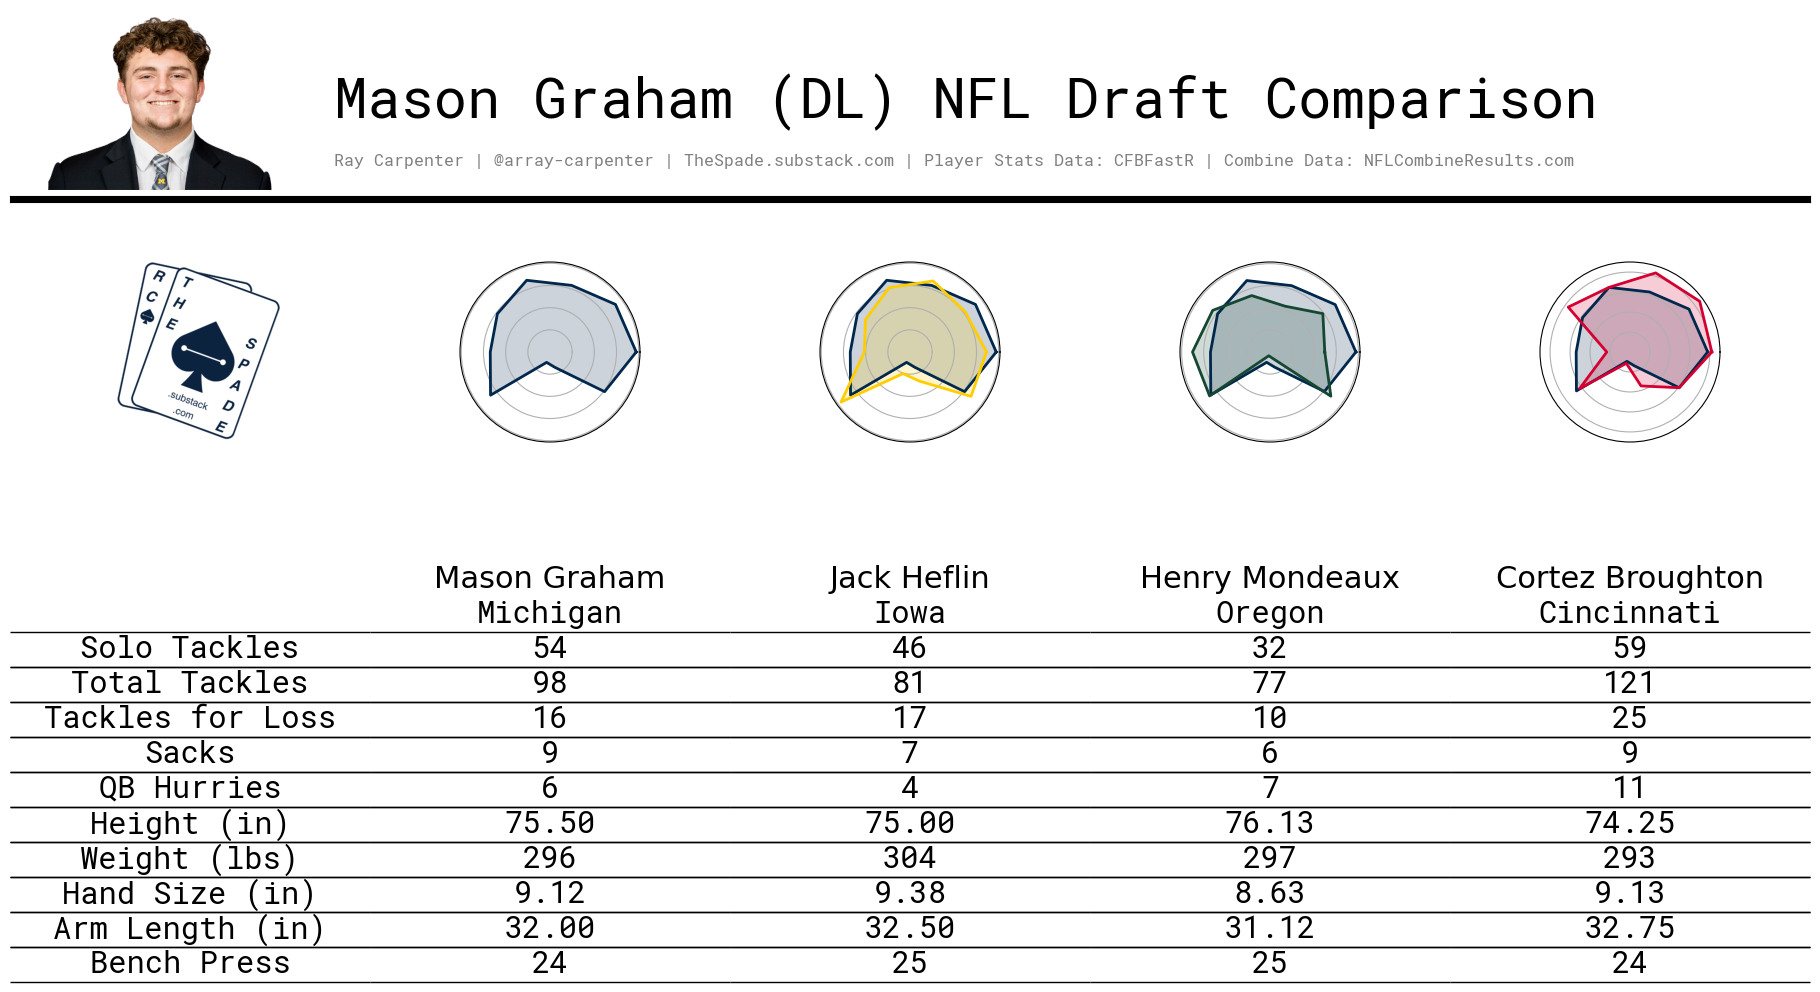 Mason Graham (DL) NFL Draft Comparison
Ray Carpenter | @array-carpenter | TheSpade.substack.com | Player Stats Data: CFBFastR | Combine Data: NFLCombineResults.com
R C
THE
SPADE
.substack
.com
Mason Graham Jack Heflin Henry Mondeaux Cortez Broughton
Michigan Iowa Oregon Cincinnati
Solo Tackles 54 46 32 59
Total Tackles 98 81 77 121
Tackles for Loss 16 17 10 25
Sacks 9 7 6 9
QB Hurries 6 4 7 11
Height (in) 75.50 75.00 76.13 74.25
Weight (lbs) 296 304 297 293
Hand Size (in) 9.12 9.38 8.63 9.13
Arm Length (in) 32.00 32.50 31.12 32.75
Bench Press 24 25 25 24